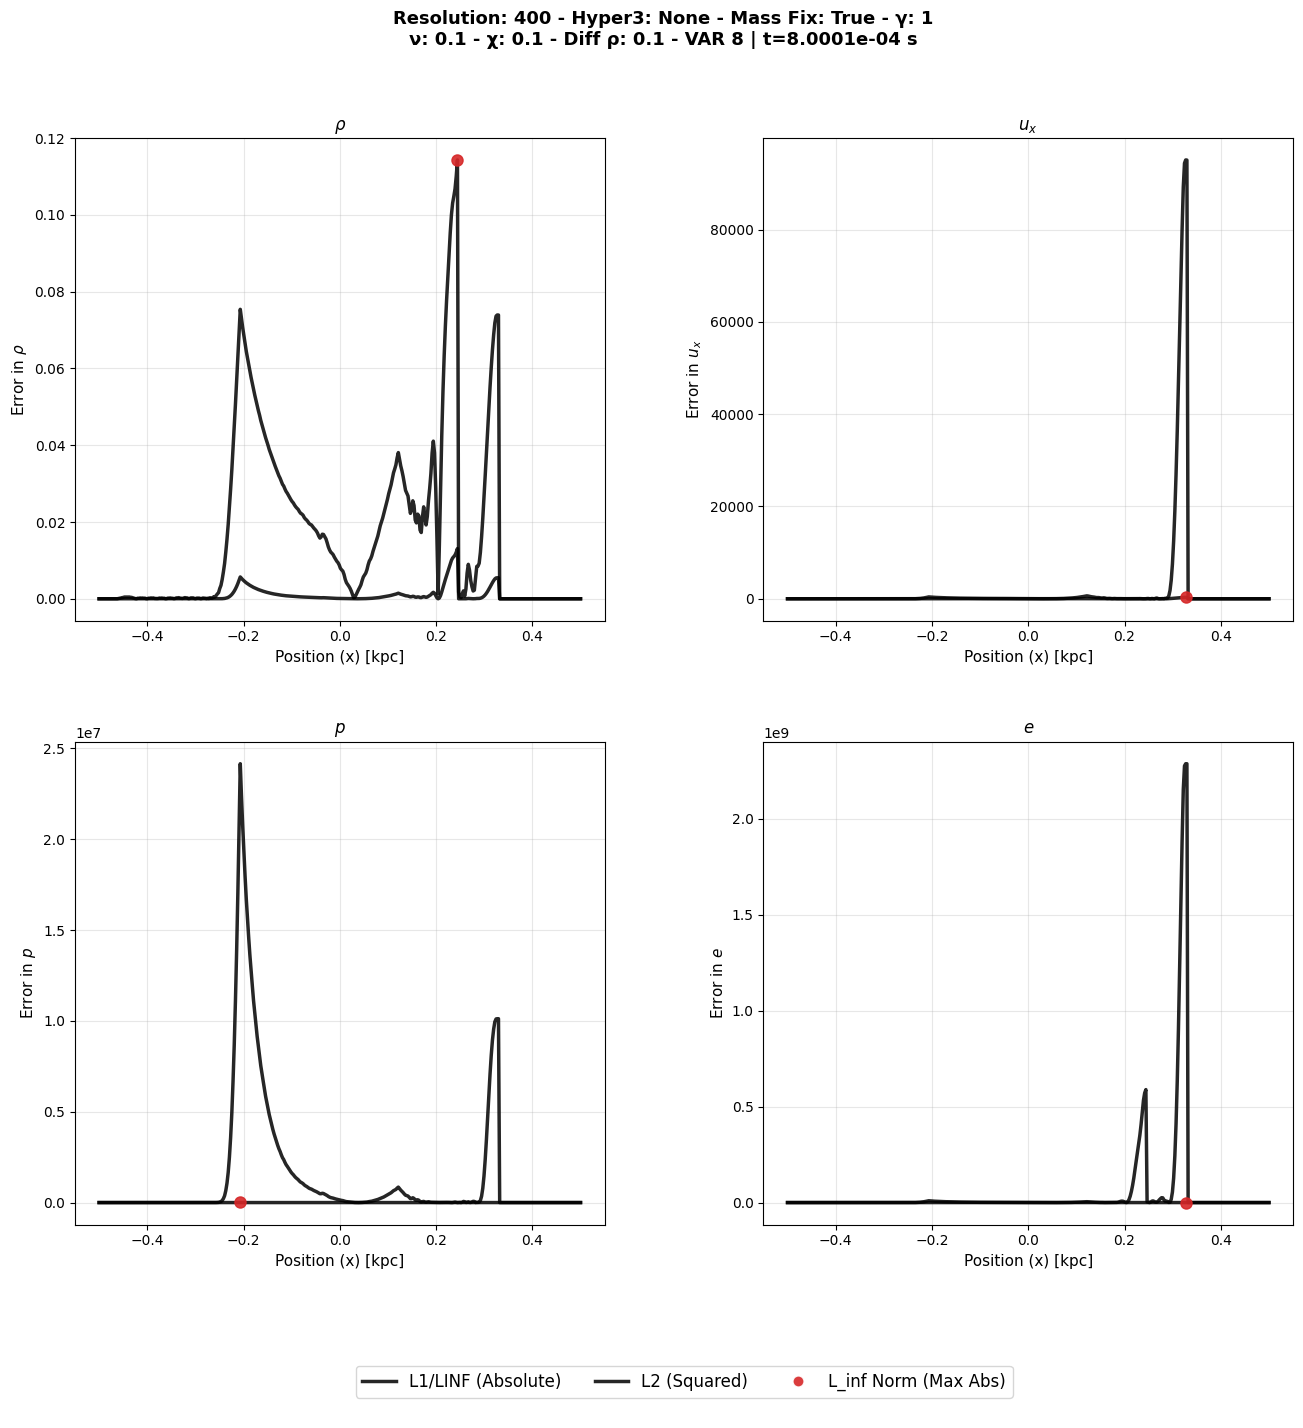 Resolution: 400 - Hyper3: None - Mass Fix: True - γ: 1
ν: 0.1 - χ: 0.1 - Diff ρ: 0.1 - VAR 8 | t=8.0001e-04 s
ρ
Error in ρ
0.12
0.10
0.08
0.06
0.04
0.02
0.00
−0.4 −0.2 0.0 0.2 0.4
Position (x) [kpc]
u_x
Error in u_x
80000
60000
40000
20000
0
−0.4 −0.2 0.0 0.2 0.4
Position (x) [kpc]
p
1e7
Error in p
2.5
2.0
1.5
1.0
0.5
0.0
−0.4 −0.2 0.0 0.2 0.4
Position (x) [kpc]
e
1e9
Error in e
2.0
1.5
1.0
0.5
0.0
−0.4 −0.2 0.0 0.2 0.4
Position (x) [kpc]
L1/LINF (Absolute) L2 (Squared) L_inf Norm (Max Abs)